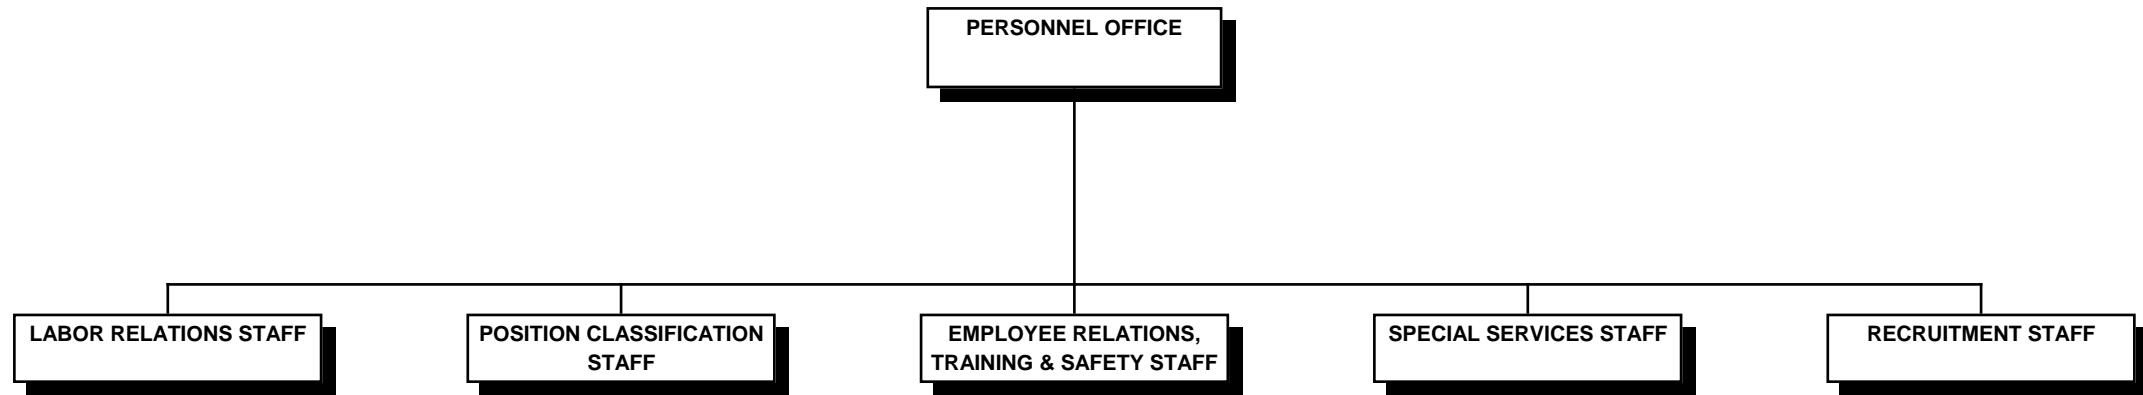 PERSONNEL OFFICE
LABOR RELATIONS STAFF
POSITION CLASSIFICATION
STAFF
EMPLOYEE RELATIONS,
TRAINING & SAFETY STAFF
SPECIAL SERVICES STAFF
RECRUITMENT STAFF